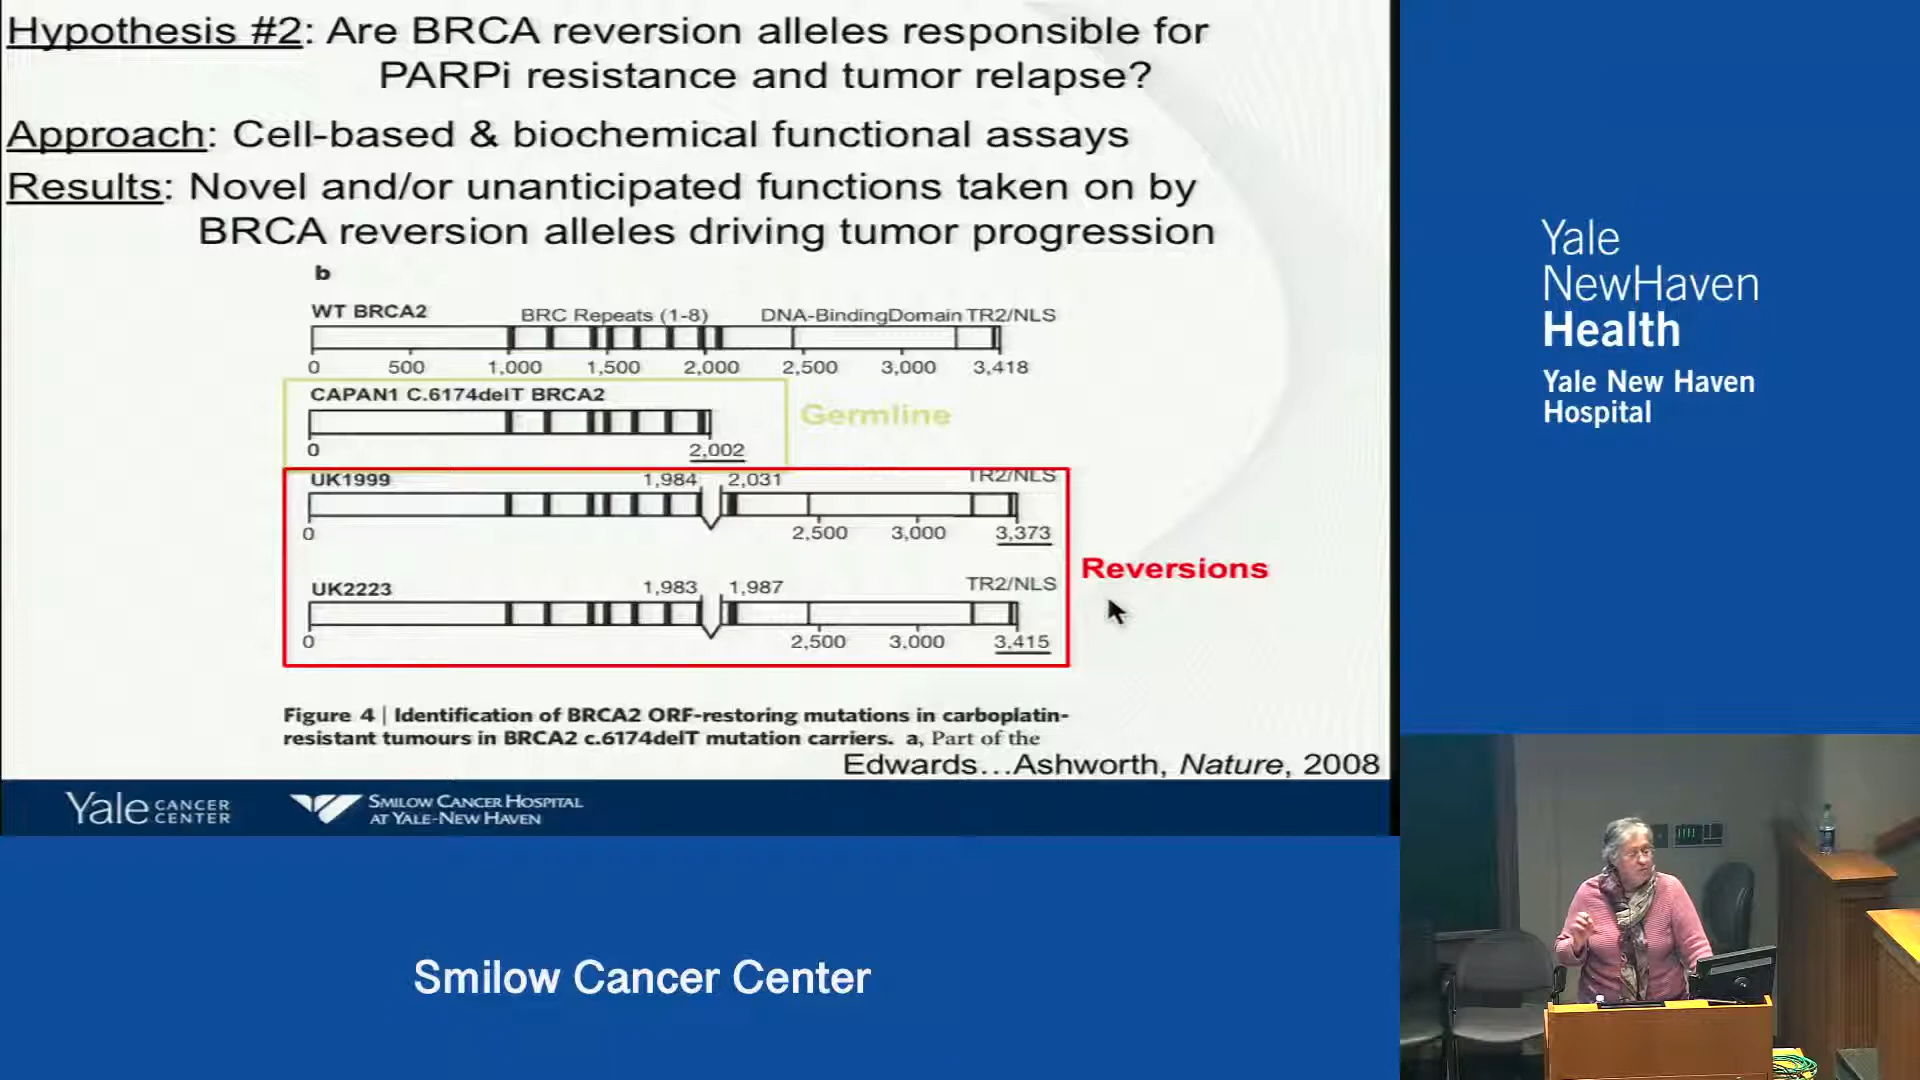 Hypothesis #2: Are BRCA reversion alleles responsible for
PARPi resistance and tumor relapse?
Approach: Cell-based & biochemical functional assays
Results: Novel and/or unanticipated functions taken on by
BRCA reversion alleles driving tumor progression
b
WT BRCA2 BRC Repeats (1-8) DNA-BindingDomain TR2/NLS
0 500 1,000 1,500 2,000 2,500 3,000 3,418
CAPAN1 C.6174delT BRCA2
Germline
0 2,002
UK1999 1,984 2,031 TR2/NLS
0 2,500 3,000 3,373
Reversions
UK2223 1,983 1,987 TR2/NLS
0 2,500 3,000 3,415
Figure 4 | Identification of BRCA2 ORF-restoring mutations in carboplatin-
resistant tumours in BRCA2 c.6174delT mutation carriers. a, Part of the
Edwards...Ashworth, Nature, 2008
Yale CANCER
CENTER
SMILOW CANCER HOSPITAL
AT YALE-NEW HAVEN
Yale
NewHaven
Health
Yale New Haven
Hospital
Smilow Cancer Center